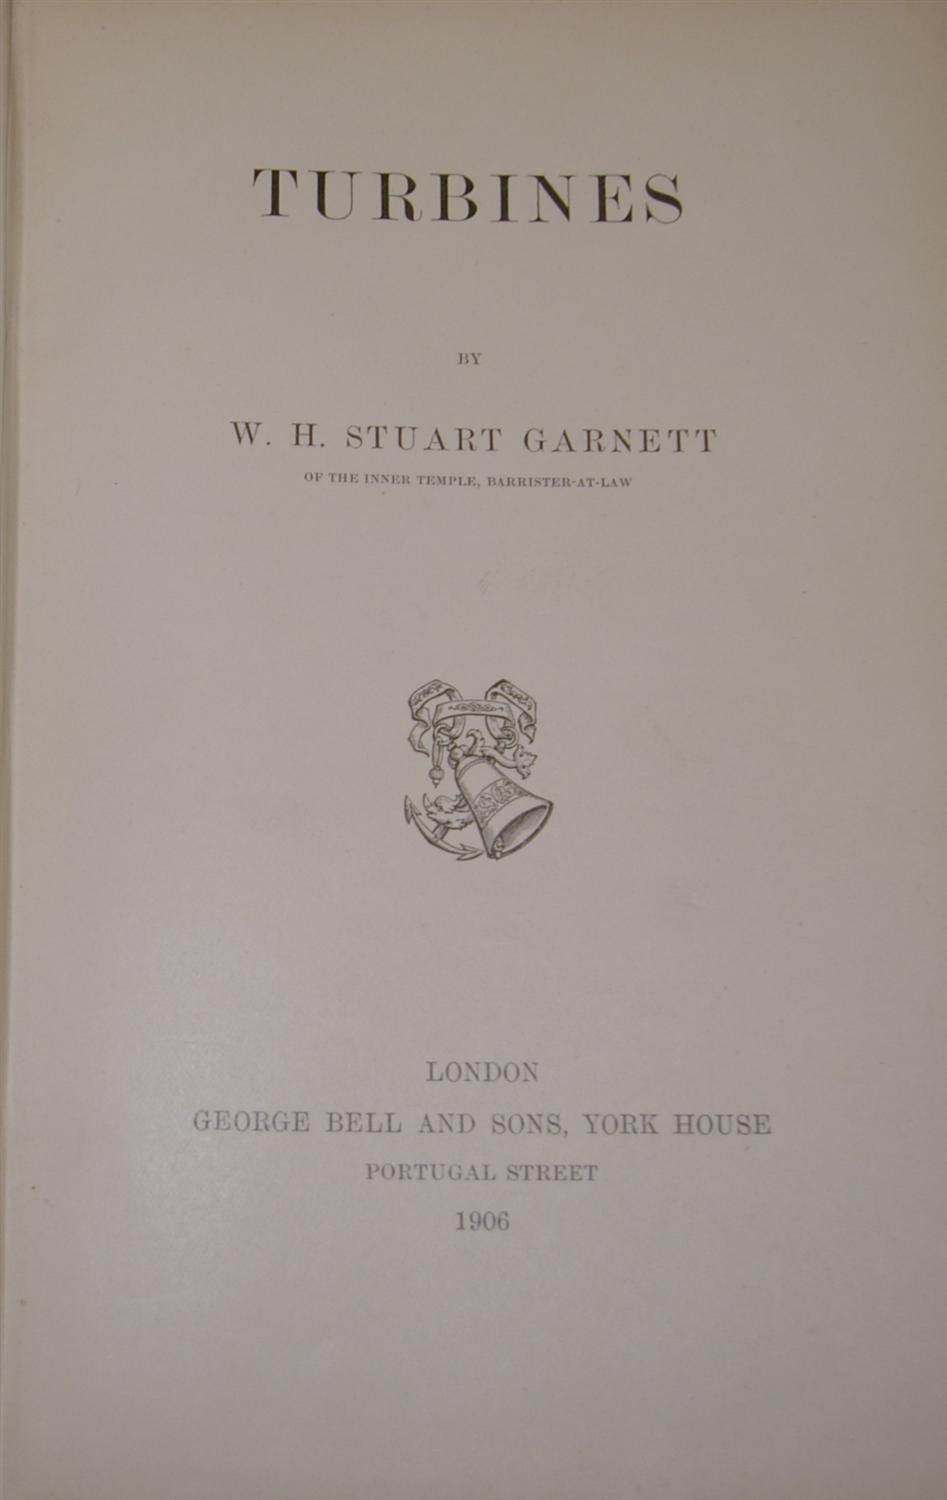 TURBINES
BY
W. H. STUART GARNETT
OF THE INNER TEMPLE, BARRISTER-AT-LAW
LONDON
GEORGE BELL AND SONS, YORK HOUSE
PORTUGAL STREET
1906